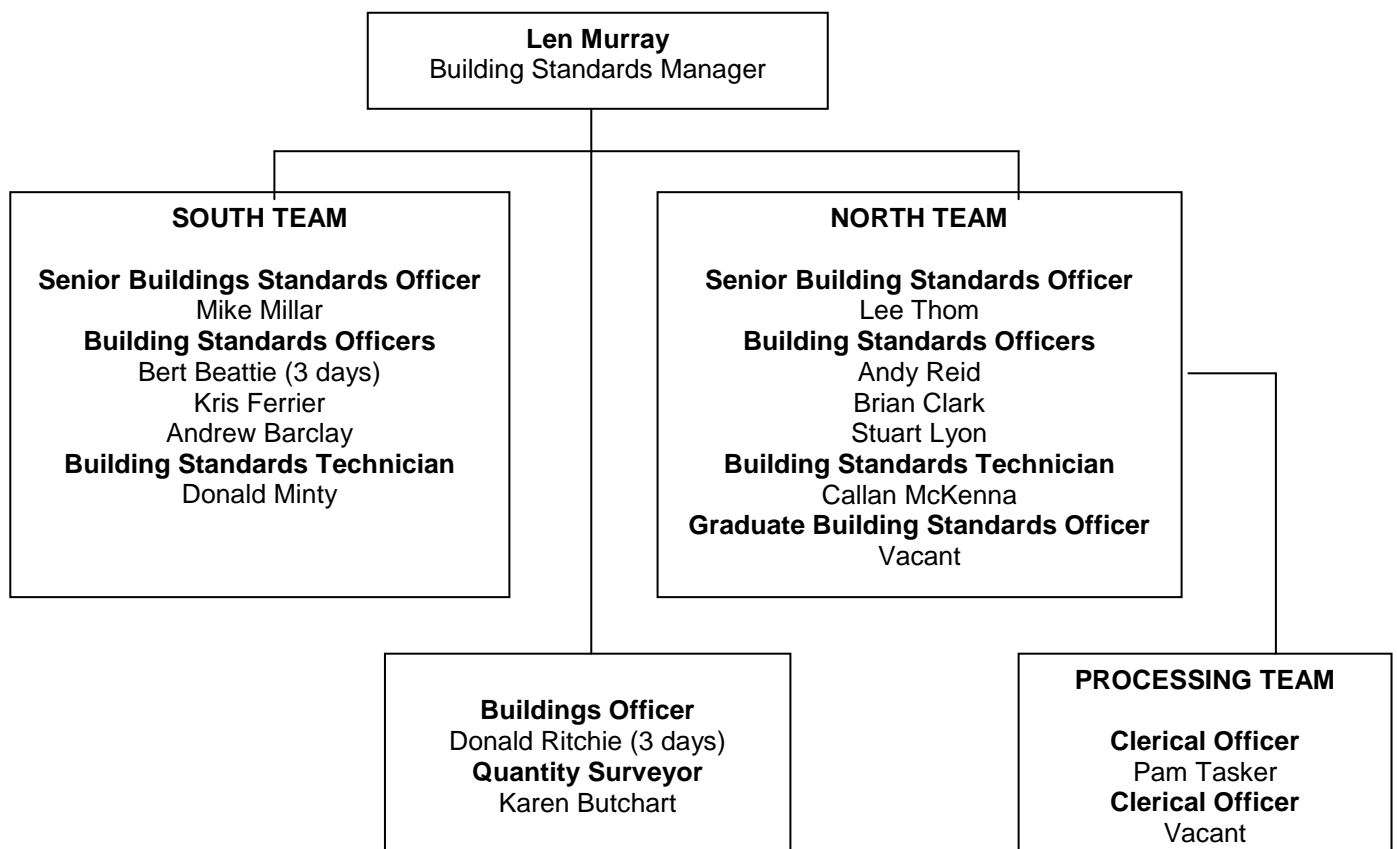 Len Murray
Building Standards Manager
SOUTH TEAM
Senior Buildings Standards Officer
Mike Millar
Building Standards Officers
Bert Beattie (3 days)
Kris Ferrier
Andrew Barclay
Building Standards Technician
Donald Minty
NORTH TEAM
Senior Building Standards Officer
Lee Thom
Building Standards Officers
Andy Reid
Brian Clark
Stuart Lyon
Building Standards Technician
Callan McKenna
Graduate Building Standards Officer
Vacant
Buildings Officer
Donald Ritchie (3 days)
Quantity Surveyor
Karen Butchart
PROCESSING TEAM
Clerical Officer
Pam Tasker
Clerical Officer
Vacant